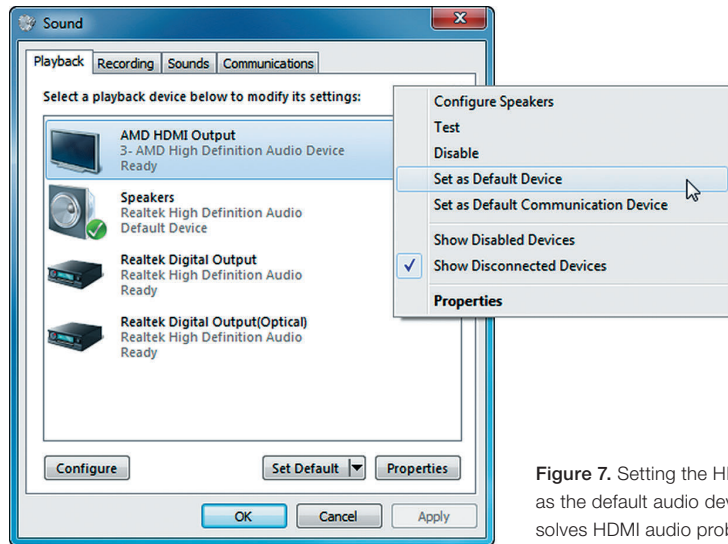 Sound
Playback
Recording
Sounds
Communications
Select a playback device below to modify its settings:
AMD HDMI Output
3- AMD High Definition Audio Device
Ready
Speakers
Realtek High Definition Audio
Default Device
Realtek Digital Output
Realtek High Definition Audio
Ready
Realtek Digital Output(Optical)
Realtek High Definition Audio
Ready
Configure
Set Default
Properties
OK
Cancel
Apply
Configure Speakers
Test
Disable
Set as Default Device
Set as Default Communication Device
Show Disabled Devices
Show Disconnected Devices
Properties
Figure 7. Setting the
as the default audio
solves HDMI audio